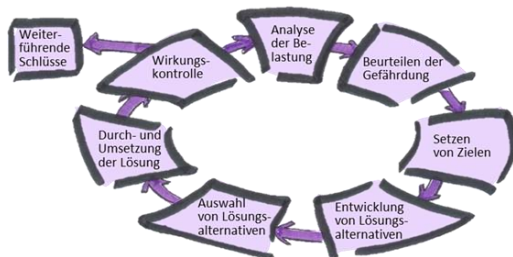 Weiter-
führende
Schlüsse
Wirkungs-
kontrolle
Analyse
der Be-
lastung
Beurteilen der
Gefährdung
Setzen
von Zielen
Entwicklung
von Lösungs-
alternativen
Auswahl
von Lösungs-
alternativen
Durch- und
Umsetzung
der Lösung